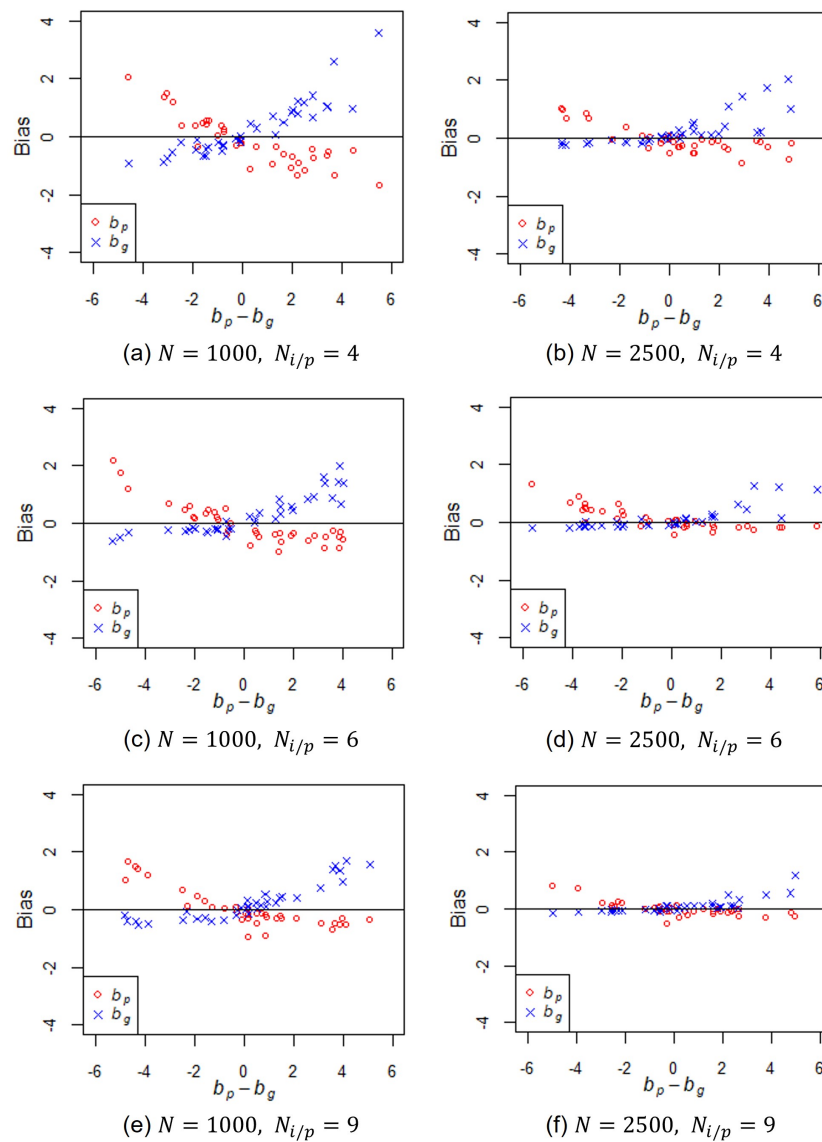 4
2
0
-2
-4
Bias
b_p
b_g
-6 -4 -2 0 2 4 6
b_p – b_g
(a) N = 1000, N_{i/p} = 4
4
2
0
-2
-4
Bias
b_p
b_g
-6 -4 -2 0 2 4 6
b_p – b_g
(b) N = 2500, N_{i/p} = 4
4
2
0
-2
-4
Bias
b_p
b_g
-6 -4 -2 0 2 4 6
b_p – b_g
(c) N = 1000, N_{i/p} = 6
4
2
0
-2
-4
Bias
b_p
b_g
-6 -4 -2 0 2 4 6
b_p – b_g
(d) N = 2500, N_{i/p} = 6
4
2
0
-2
-4
Bias
b_p
b_g
-6 -4 -2 0 2 4 6
b_p – b_g
(e) N = 1000, N_{i/p} = 9
4
2
0
-2
-4
Bias
b_p
b_g
-6 -4 -2 0 2 4 6
b_p – b_g
(f) N = 2500, N_{i/p} = 9